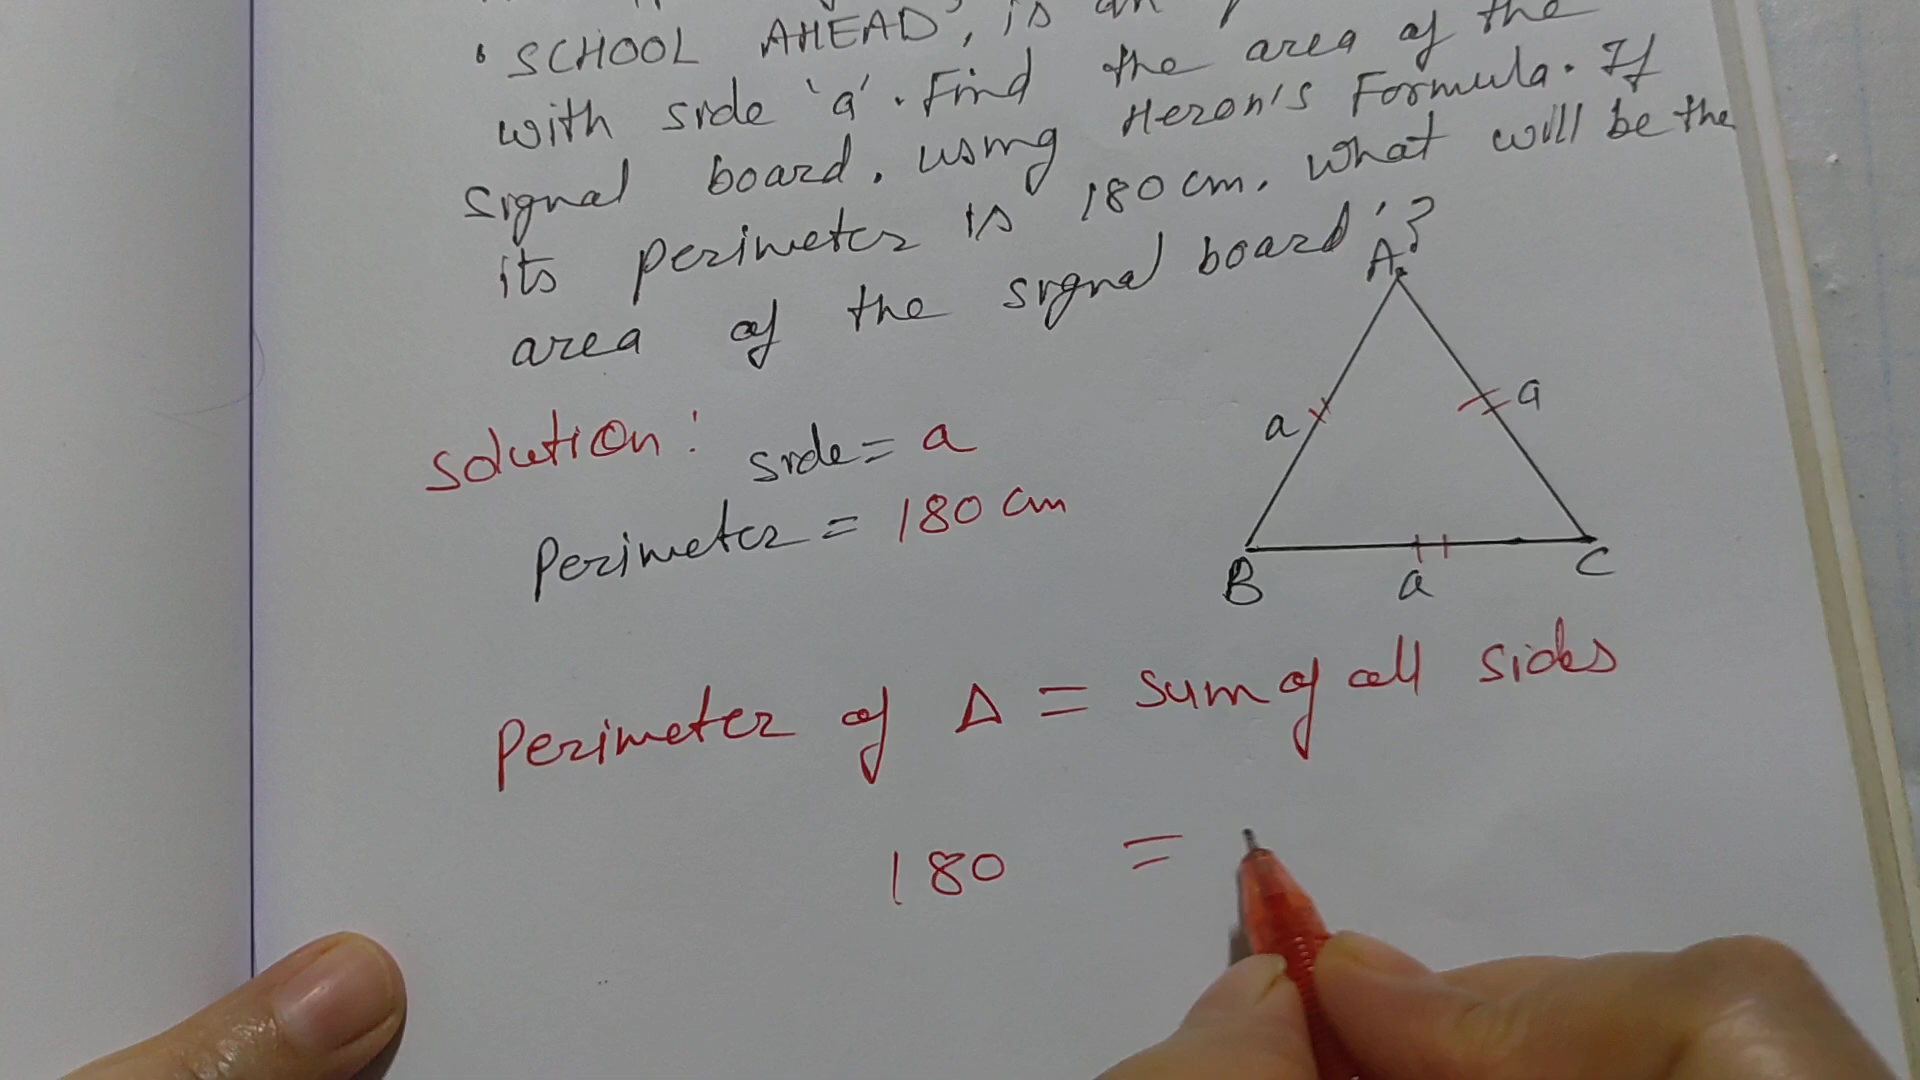 ' SCHOOL AHEAD', is an
with side 'a'. Find the area of the
signal board, using Heron's Formula. If
its perimeter is 180 cm, what will be the
area of the signal board'?
A
a
a
B
a
C
Solution: side = a
Perimeter = 180 cm
Perimeter of Δ = sum of all sides
180 =